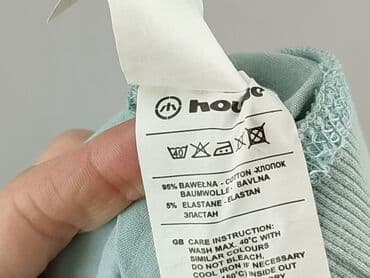 hou
40
95% BAWEŁNA - COTTON -ХЛОПОК
BAUMWOLLE - BAVLNA
5% ELASTANE - ELASTAN
ЭЛАСТАН
GB CARE INSTRUCTION:
WASH MAX. 40°C WITH
SIMILAR COLOURS
DO NOT BLEACH,
COOL IRON IF NECESSARY
INSIDE OUT